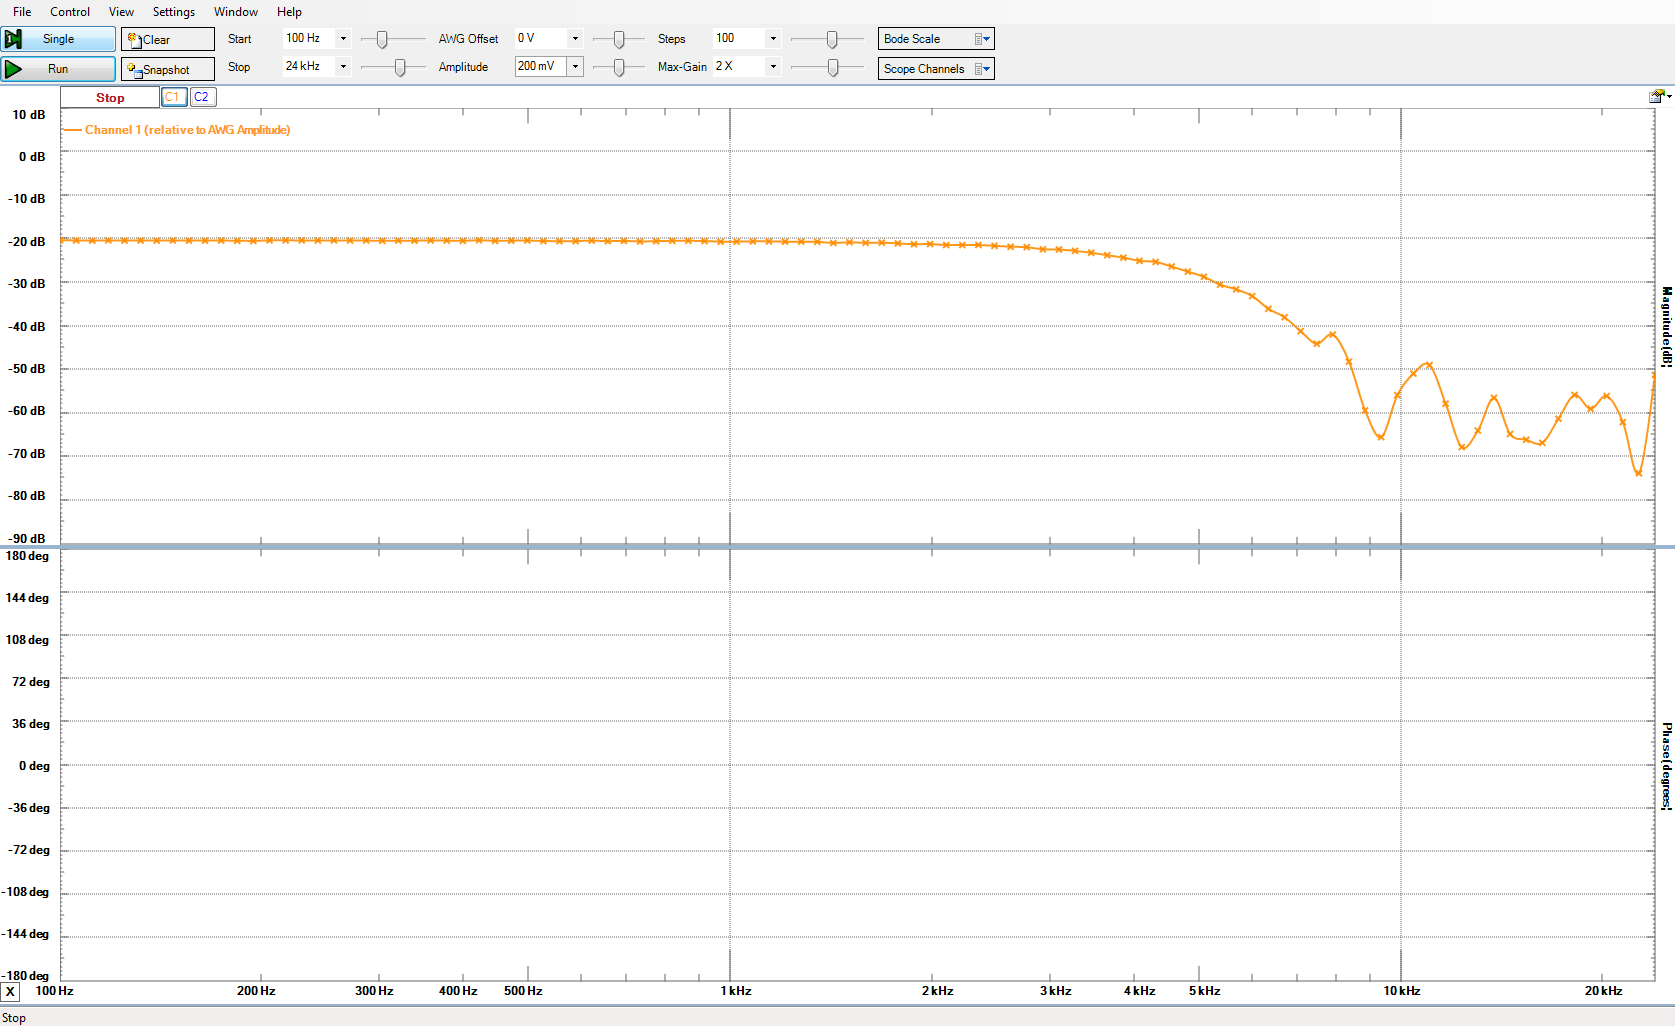 File Control View Settings Window Help
Single Clear Start 100 Hz AWG Offset 0 V Steps 100 Bode Scale
Run Snapshot Stop 24 kHz Amplitude 200 mV Max-Gain 2 X Scope Channels
Stop C1 C2
Channel 1 (relative to AWG Amplitude)
10 dB
0 dB
-10 dB
-20 dB
-30 dB
-40 dB
-50 dB
-60 dB
-70 dB
-80 dB
-90 dB
Magnitude(dB)
180 deg
144 deg
108 deg
72 deg
36 deg
0 deg
-36 deg
-72 deg
-108 deg
-144 deg
-180 deg
Phase(degrees)
X 100 Hz 200 Hz 300 Hz 400 Hz 500 Hz 1 kHz 2 kHz 3 kHz 4 kHz 5 kHz 10 kHz 20 kHz
Stop